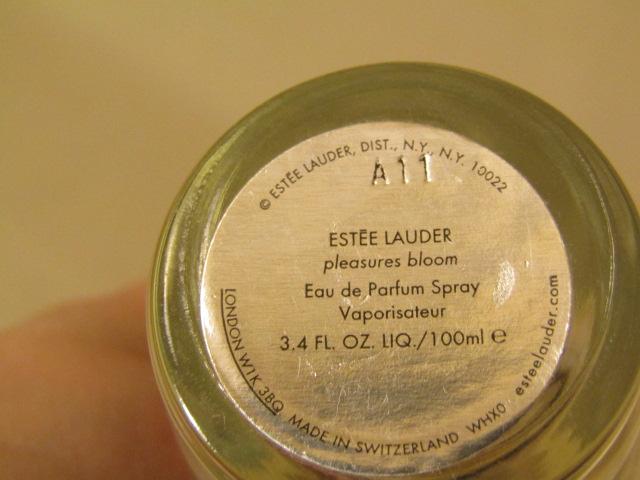 © ESTĒE LAUDER, DIST., N.Y., N.Y. 10022
A11
ESTĒE LAUDER
pleasures bloom
Eau de Parfum Spray
Vaporisateur
3.4 FL. OZ. LIQ./100ml ℮
LONDON W1K 3BQ MADE IN SWITZERLAND WHX0 esteelauder.com